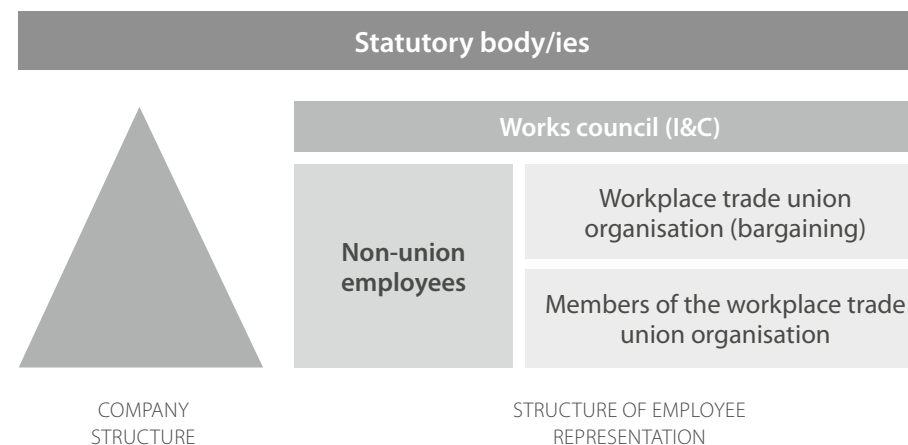 Statutory body/ies
Works council (I&C)
Non-union
employees
Workplace trade union
organisation (bargaining)
Members of the workplace trade
union organisation
COMPANY
STRUCTURE
STRUCTURE OF EMPLOYEE
REPRESENTATION